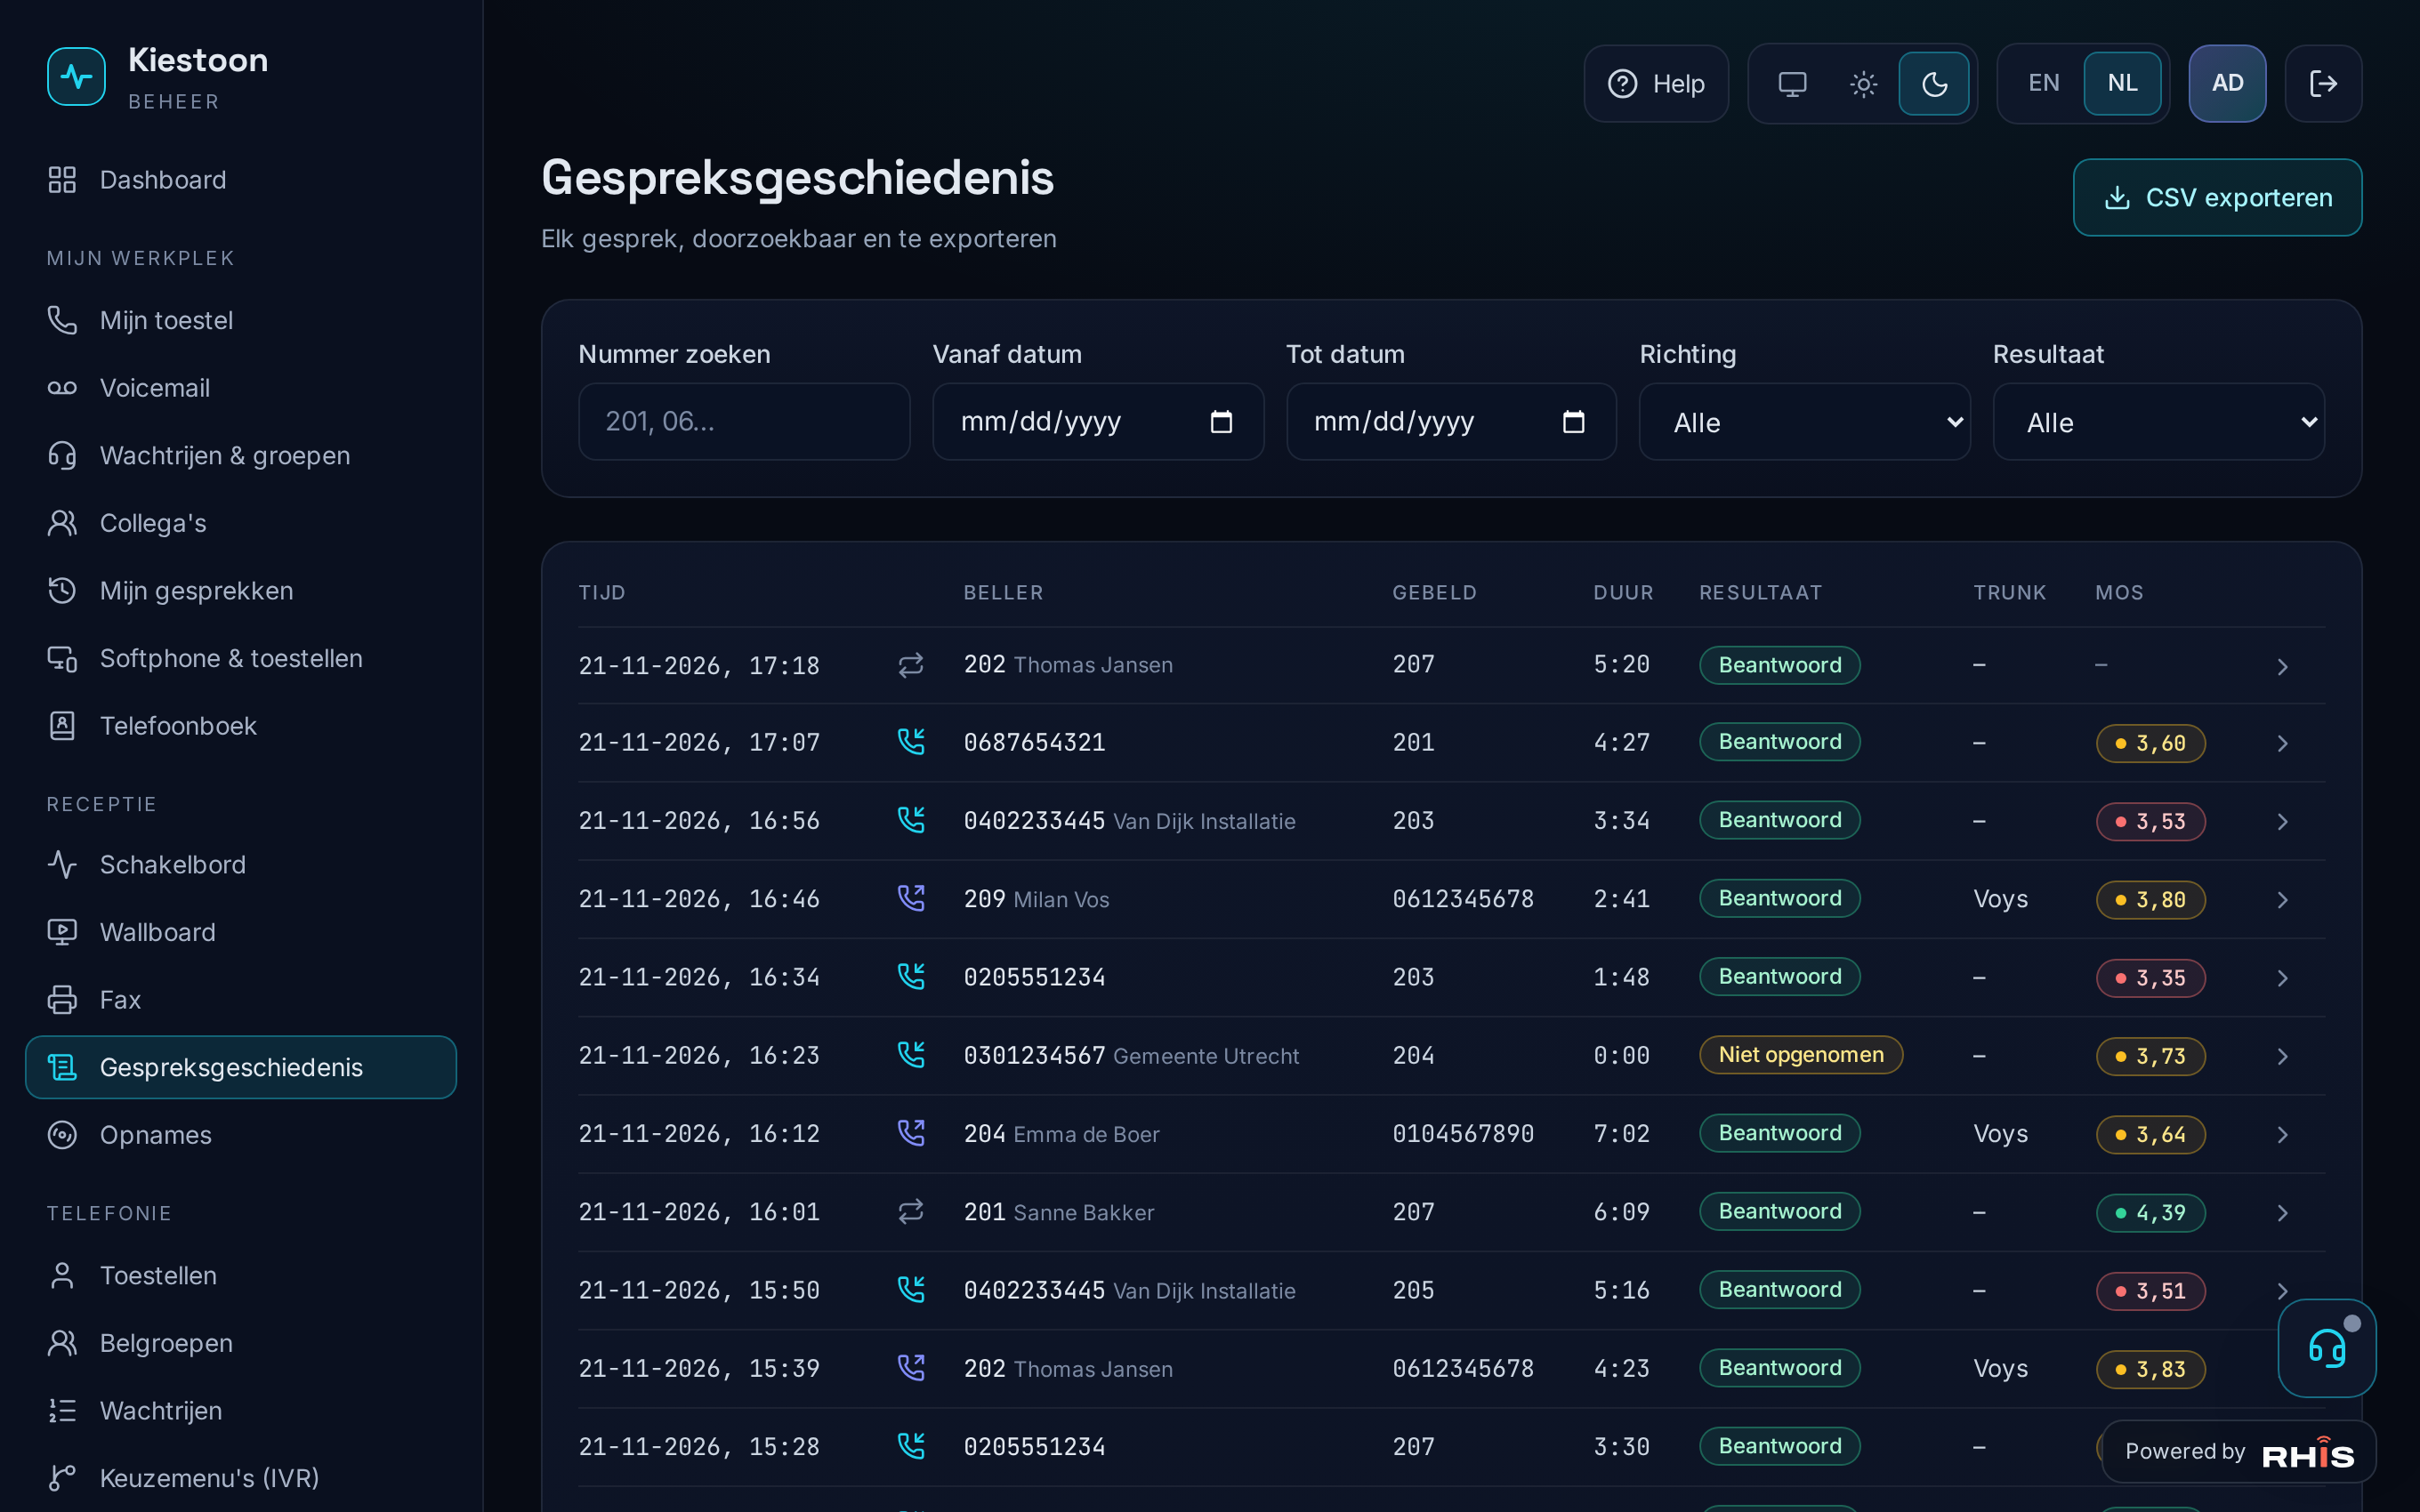 Kiestoon
BEHEER
Dashboard
MIJN WERKPLEK
Mijn toestel
Voicemail
Wachtrijen & groepen
Collega's
Mijn gesprekken
Softphone & toestellen
Telefoonboek
RECEPTIE
Schakelbord
Wallboard
Fax
Gespreksgeschiedenis
Opnames
TELEFONIE
Toestellen
Belgroepen
Wachtrijen
Keuzemenu's (IVR)
Help EN NL AD
Gespreksgeschiedenis
Elk gesprek, doorzoekbaar en te exporteren
CSV exporteren
Nummer zoeken Vanaf datum Tot datum Richting Resultaat
201, 06... mm/dd/yyyy mm/dd/yyyy Alle Alle
TIJD BELLER GEBELD DUUR RESULTAAT TRUNK MOS
21-11-2026, 17:18 202 Thomas Jansen 207 5:20 Beantwoord – –
21-11-2026, 17:07 0687654321 201 4:27 Beantwoord – 3,60
21-11-2026, 16:56 0402233445 Van Dijk Installatie 203 3:34 Beantwoord – 3,53
21-11-2026, 16:46 209 Milan Vos 0612345678 2:41 Beantwoord Voys 3,80
21-11-2026, 16:34 0205551234 203 1:48 Beantwoord – 3,35
21-11-2026, 16:23 0301234567 Gemeente Utrecht 204 0:00 Niet opgenomen – 3,73
21-11-2026, 16:12 204 Emma de Boer 0104567890 7:02 Beantwoord Voys 3,64
21-11-2026, 16:01 201 Sanne Bakker 207 6:09 Beantwoord – 4,39
21-11-2026, 15:50 0402233445 Van Dijk Installatie 205 5:16 Beantwoord – 3,51
21-11-2026, 15:39 202 Thomas Jansen 0612345678 4:23 Beantwoord Voys 3,83
21-11-2026, 15:28 0205551234 207 3:30 Beantwoord –
Powered by RHIS